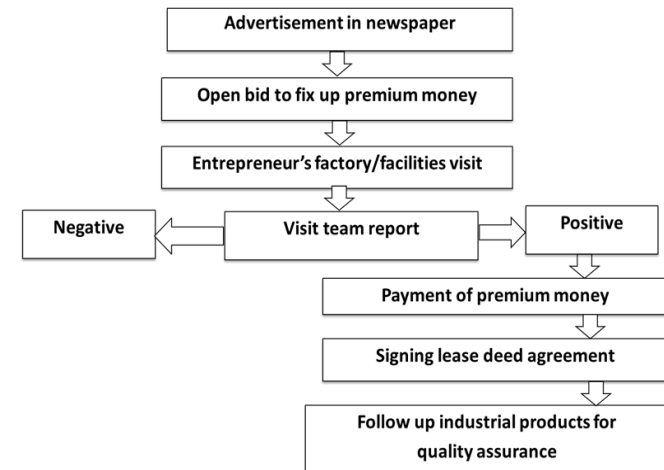 Advertisement in newspaper
Open bid to fix up premium money
Entrepreneur’s factory/facilities visit
Negative
Visit team report
Positive
Payment of premium money
Signing lease deed agreement
Follow up industrial products for
quality assurance